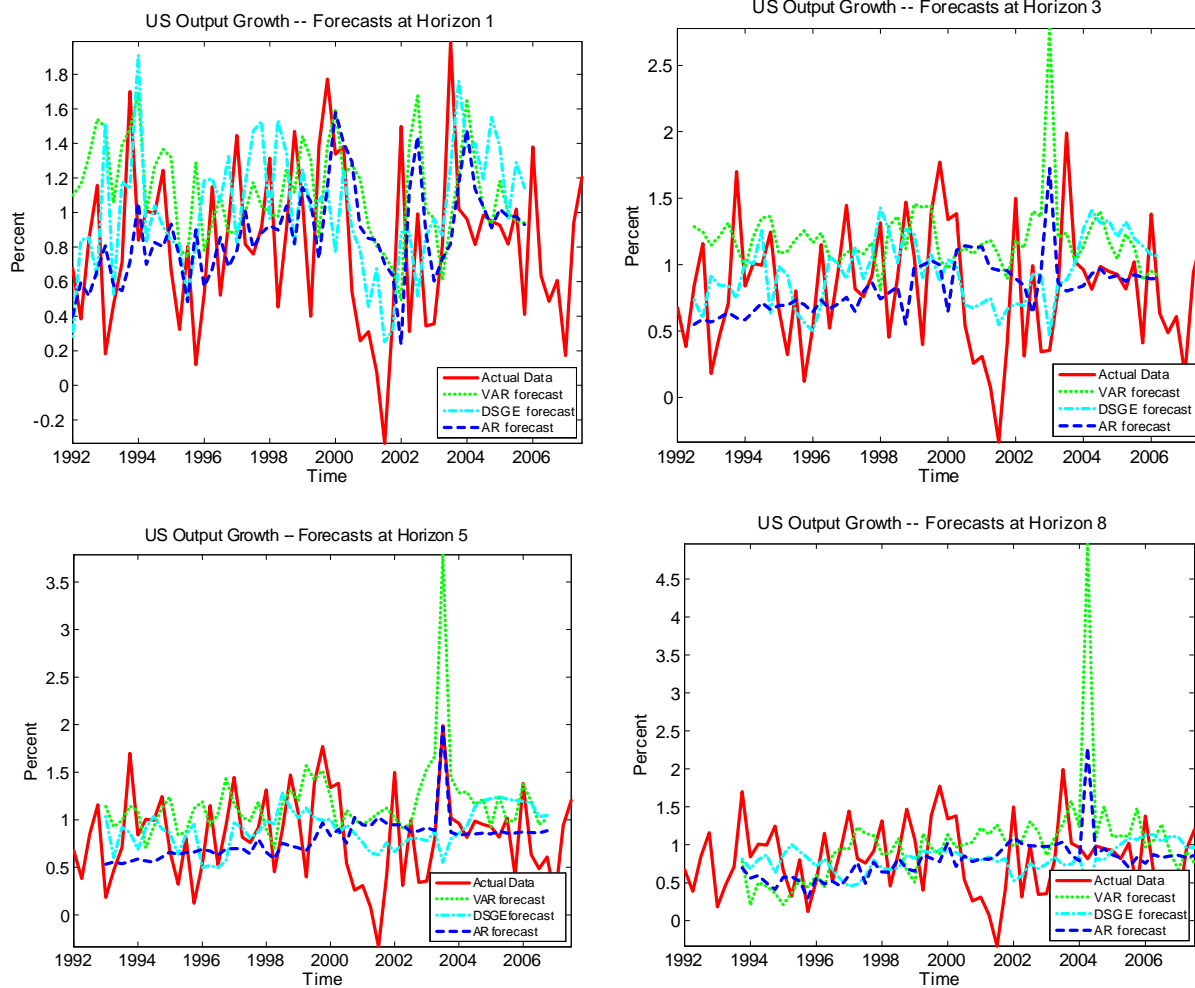 US Output Growth -- Forecasts at Horizon 1
Percent
1.8
1.6
1.4
1.2
1
0.8
0.6
0.4
0.2
0
-0.2
Actual Data
VAR forecast
DSGE forecast
AR forecast
1992 1994 1996 1998 2000 2002 2004 2006
Time
US Output Growth -- Forecasts at Horizon 3
Percent
2.5
2
1.5
1
0.5
0
Actual Data
VAR forecast
DSGE forecast
AR forecast
1992 1994 1996 1998 2000 2002 2004 2006
Time
US Output Growth -- Forecasts at Horizon 5
Percent
3.5
3
2.5
2
1.5
1
0.5
0
Actual Data
VAR forecast
DSGE forecast
AR forecast
1992 1994 1996 1998 2000 2002 2004 2006
Time
US Output Growth -- Forecasts at Horizon 8
Percent
4.5
4
3.5
3
2.5
2
1.5
1
0.5
0
Actual Data
VAR forecast
DSGE forecast
AR forecast
1992 1994 1996 1998 2000 2002 2004 2006
Time